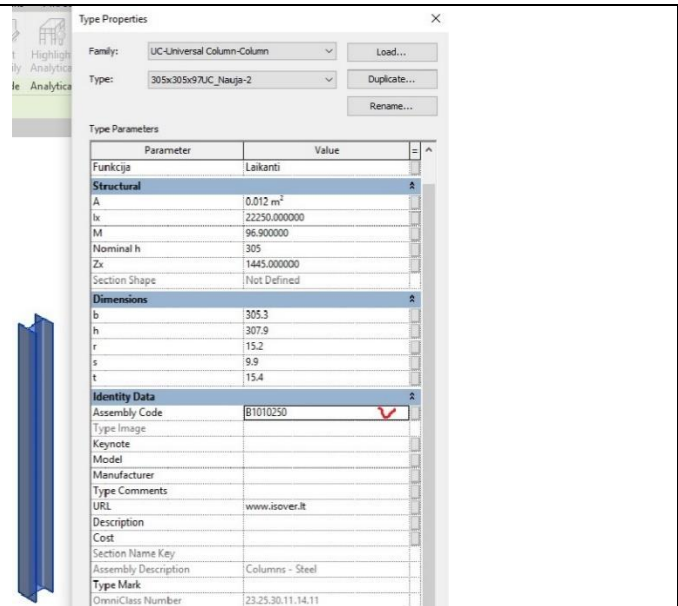 Type Properties
×
Highligh
Analytica
Analytica
Family: UC-Universal Column-Column Load...
Type: 305x305x97UC_Nauja-2 Duplicate...
Rename...
Type Parameters
Parameter Value =
Funkcija Laikanti
Structural
A 0.012 m²
Ix 22250.000000
M 96.900000
Nominal h 305
Zx 1445.000000
Section Shape Not Defined
Dimensions
b 305.3
h 307.9
r 15.2
s 9.9
t 15.4
Identity Data
Assembly Code B1010250
Type Image
Keynote
Model
Manufacturer
Type Comments
URL www.isover.lt
Description
Cost
Section Name Key
Assembly Description Columns - Steel
Type Mark
OmniClass Number 23.25.30.11.14.11